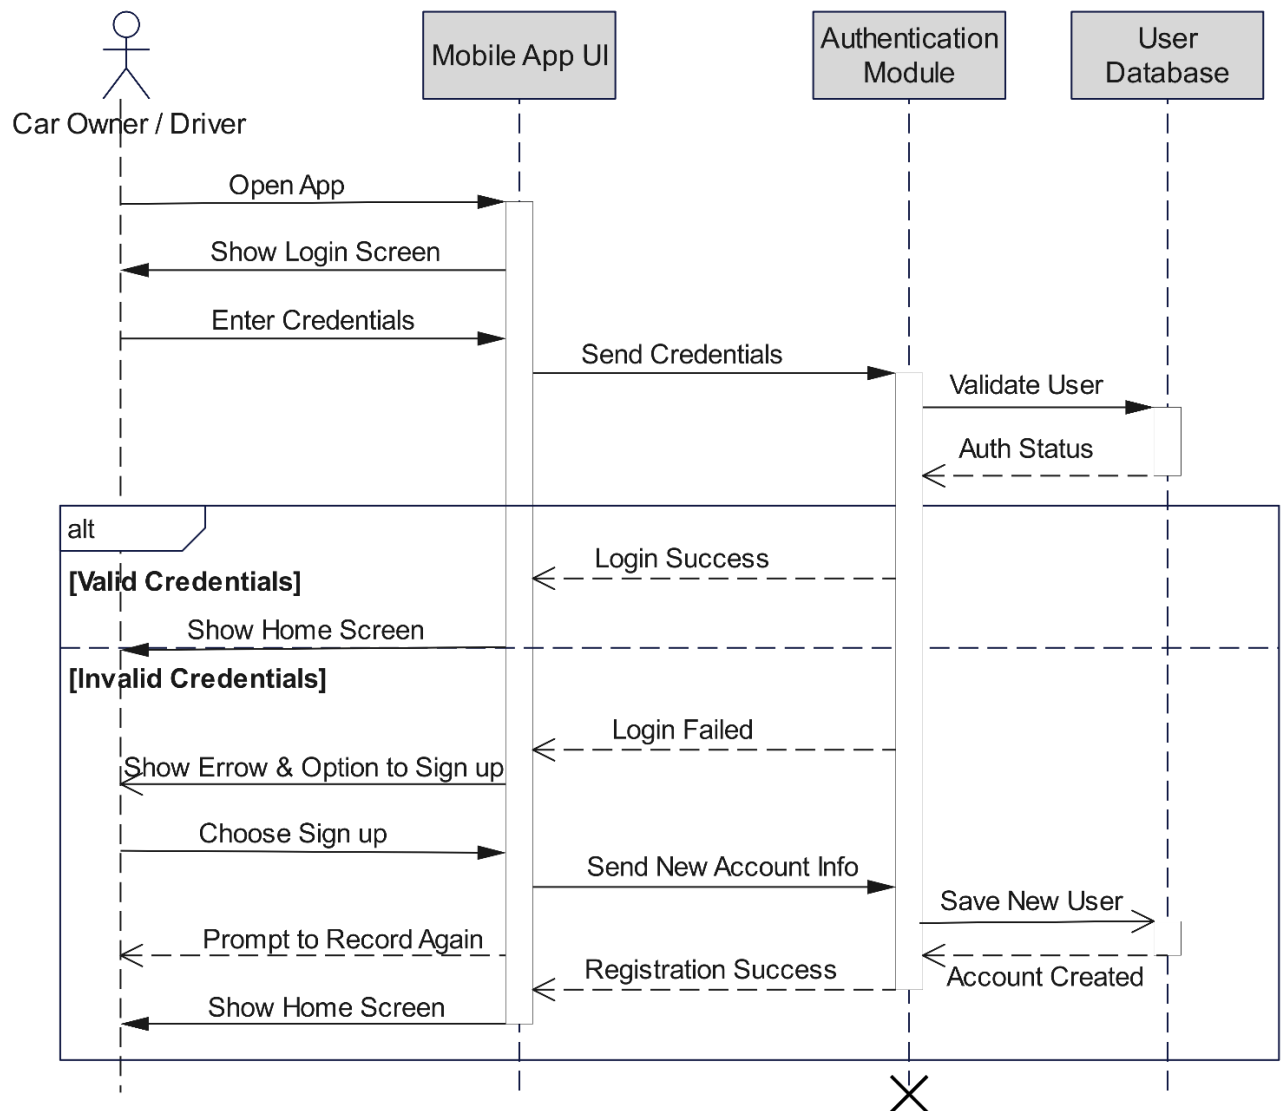 Car Owner / Driver
Mobile App UI
Authentication
Module
User
Database
Open App
Show Login Screen
Enter Credentials
Send Credentials
Validate User
Auth Status
alt
[Valid Credentials]
Login Success
Show Home Screen
[Invalid Credentials]
Login Failed
Show Errow & Option to Sign up
Choose Sign up
Send New Account Info
Save New User
Prompt to Record Again
Registration Success
Account Created
Show Home Screen